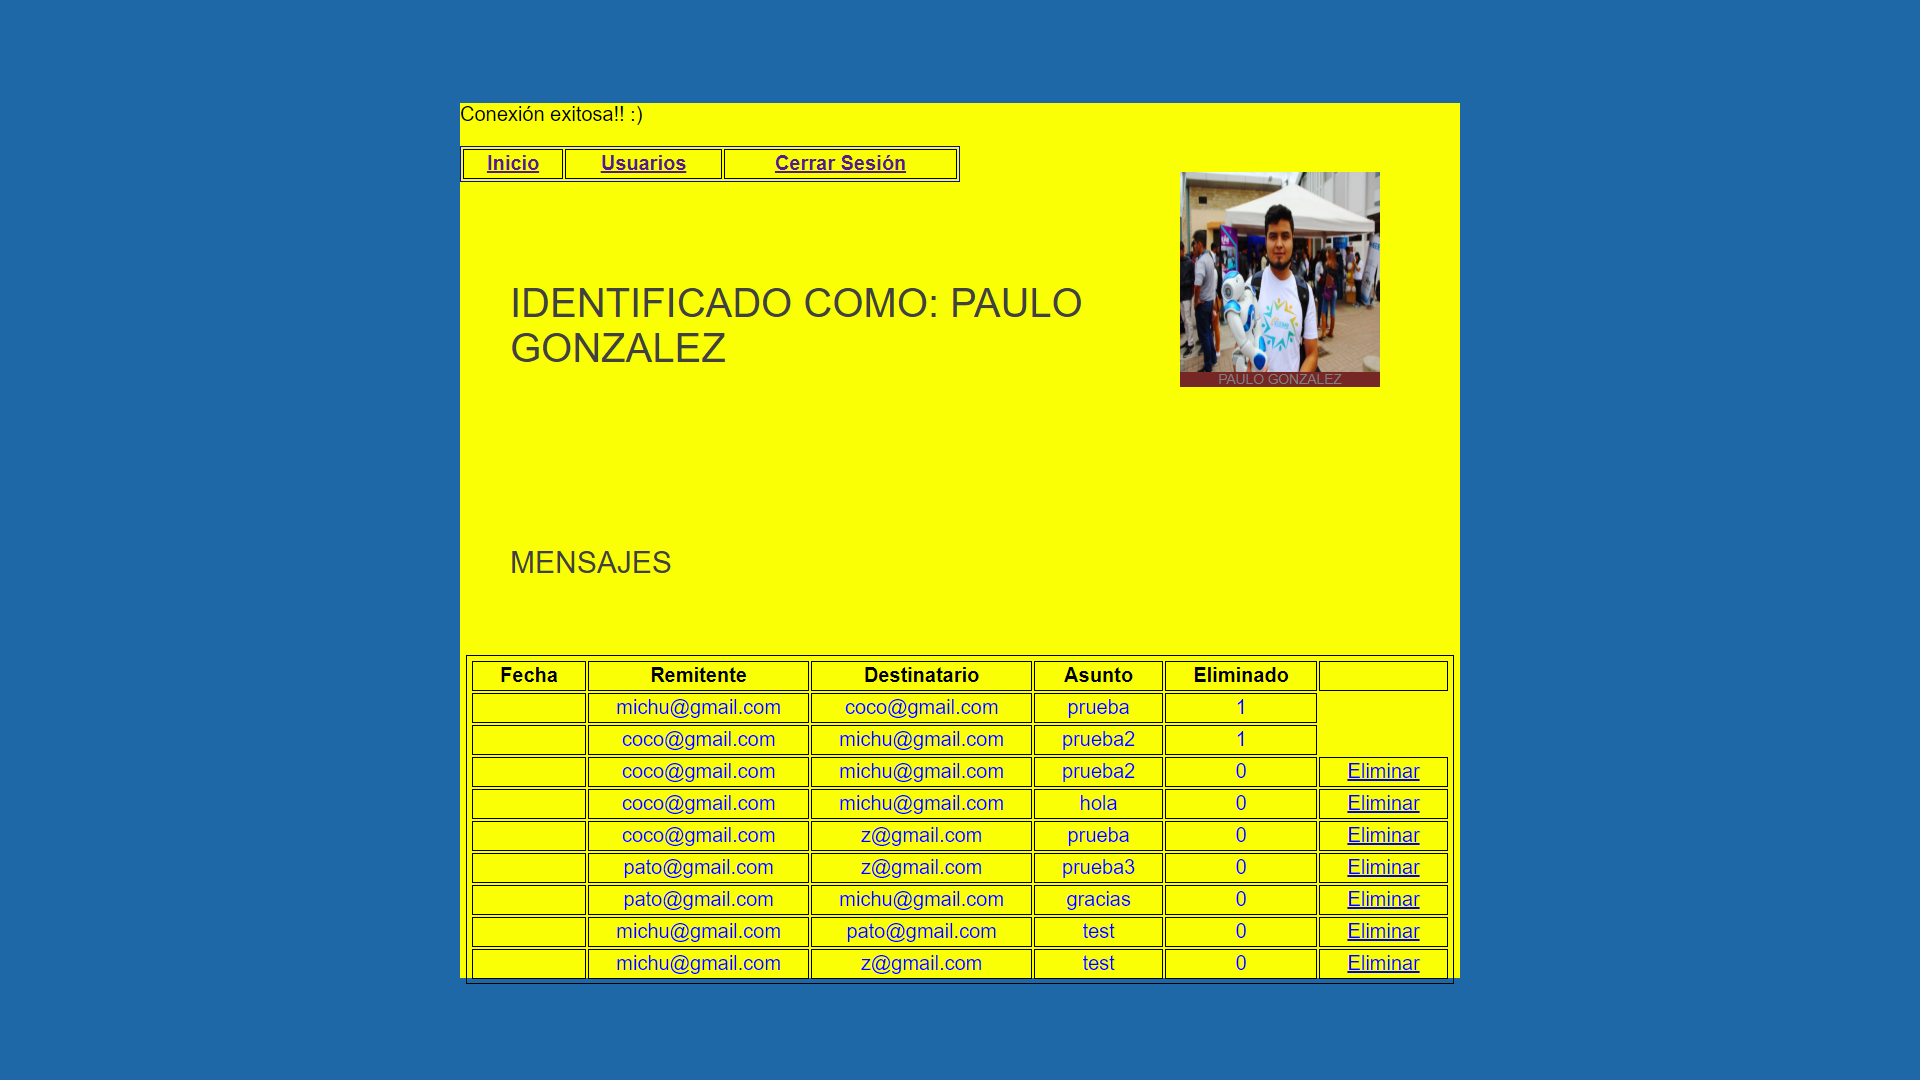 Conexión exitosa!! :)
Inicio Usuarios Cerrar Sesión
IDENTIFICADO COMO: PAULO
GONZALEZ
PAULO GONZALEZ
MENSAJES
Fecha Remitente Destinatario Asunto Eliminado
michu@gmail.com coco@gmail.com prueba 1
coco@gmail.com michu@gmail.com prueba2 1
coco@gmail.com michu@gmail.com prueba2 0 Eliminar
coco@gmail.com michu@gmail.com hola 0 Eliminar
coco@gmail.com z@gmail.com prueba 0 Eliminar
pato@gmail.com z@gmail.com prueba3 0 Eliminar
pato@gmail.com michu@gmail.com gracias 0 Eliminar
michu@gmail.com pato@gmail.com test 0 Eliminar
michu@gmail.com z@gmail.com test 0 Eliminar